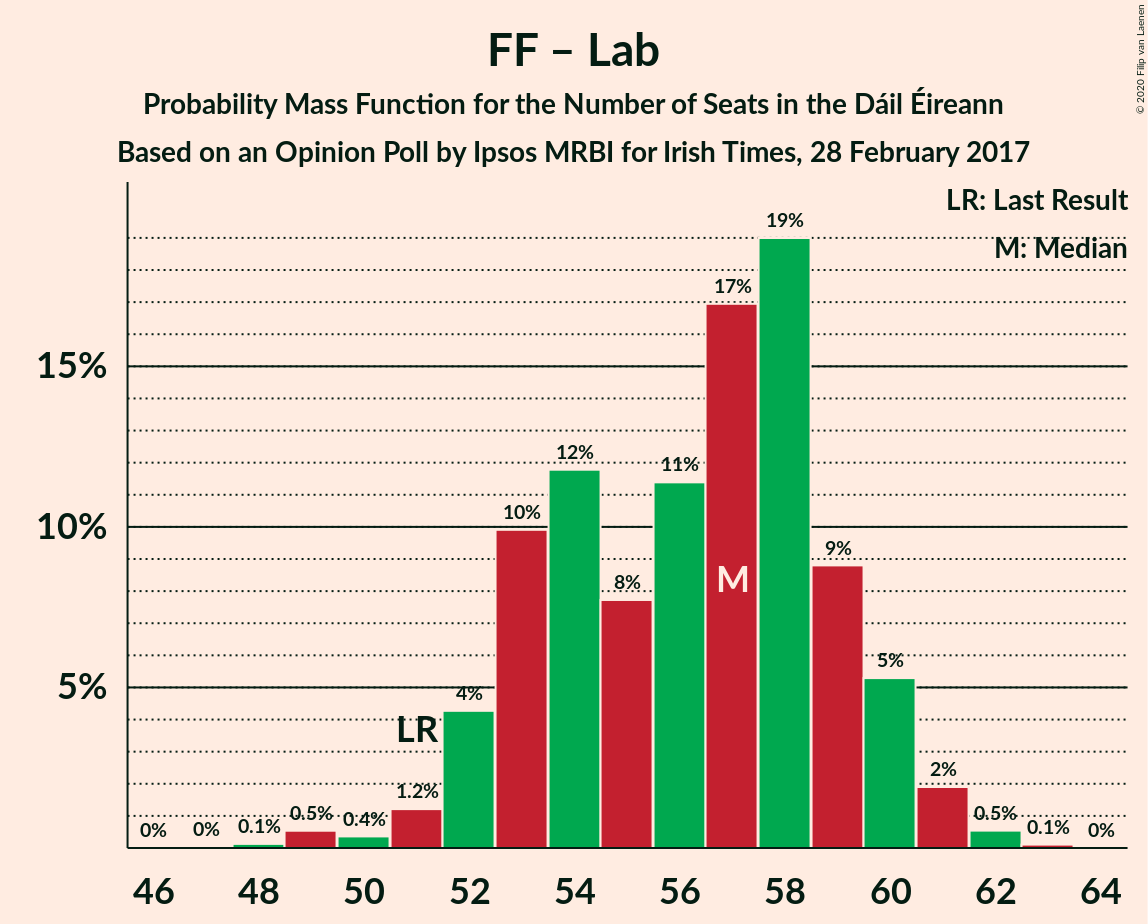 FF – Lab
Probability Mass Function for the Number of Seats in the Dáil Éireann
Based on an Opinion Poll by Ipsos MRBI for Irish Times, 28 February 2017
© 2020 Filip van Laenen
LR: Last Result
M: Median
15%
10%
5%
0%
0%
0.1%
0.5%
0.4%
1.2%
LR
4%
10%
12%
8%
11%
17%
M
19%
9%
5%
2%
0.5%
0.1%
0%
46 48 50 52 54 56 58 60 62 64